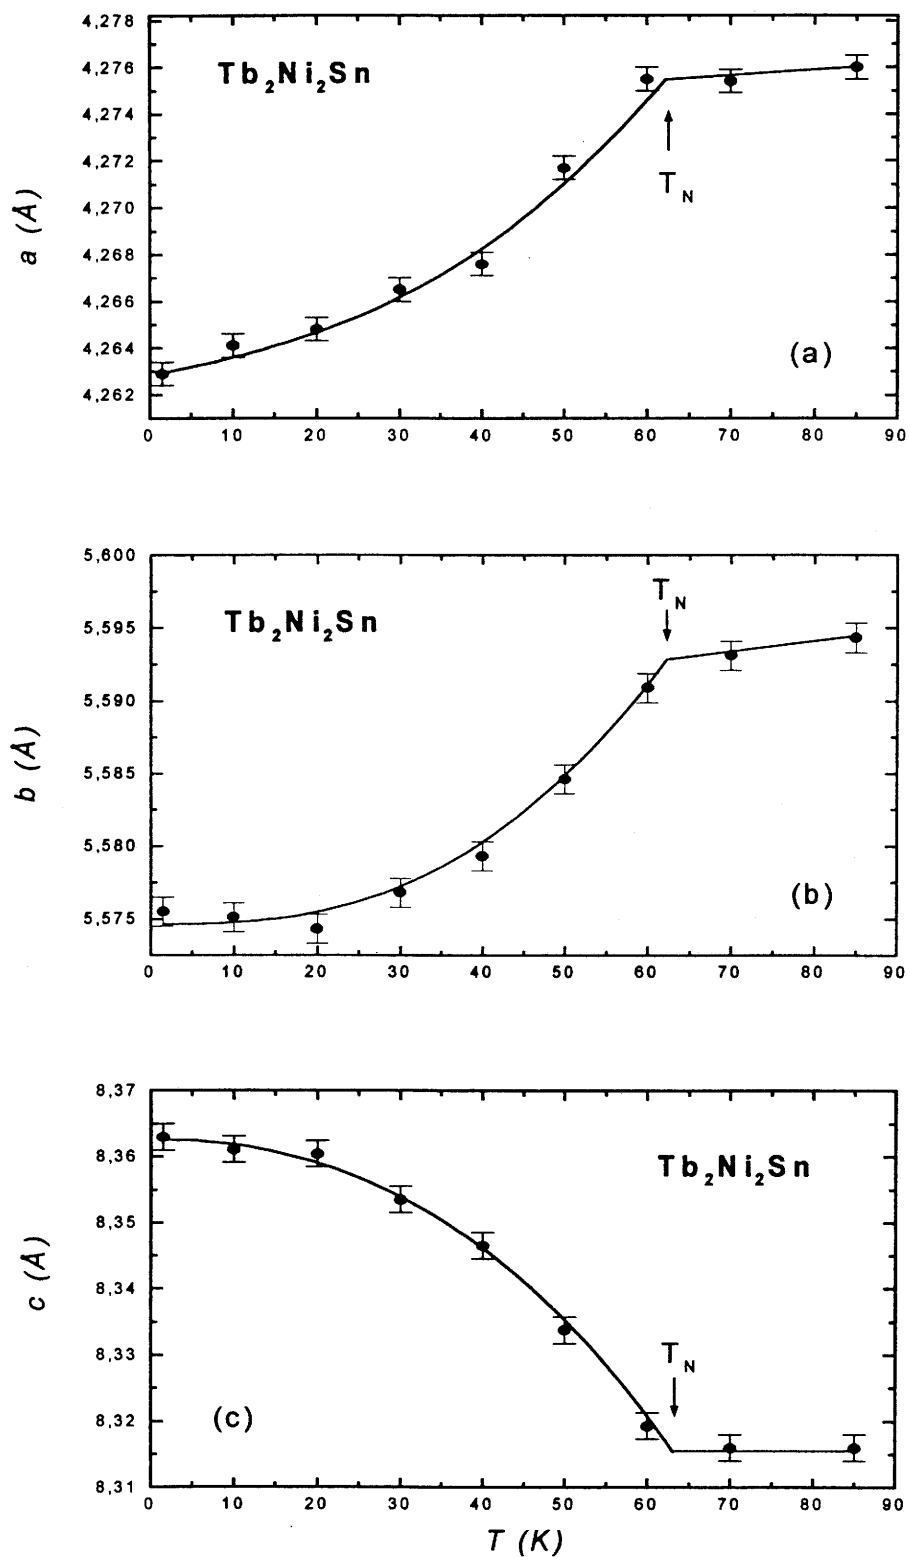 4,278
4,276
4,274
4,272
4,270
4,268
4,266
4,264
4,262
a (Å)
Tb₂Ni₂Sn
T_N
(a)
0 10 20 30 40 50 60 70 80 90
5,600
5,595
5,590
5,585
5,580
5,575
b (Å)
Tb₂Ni₂Sn
T_N
(b)
0 10 20 30 40 50 60 70 80 90
8,37
8,36
8,35
8,34
8,33
8,32
8,31
c (Å)
Tb₂Ni₂Sn
T_N
(c)
0 10 20 30 40 50 60 70 80 90
T (K)